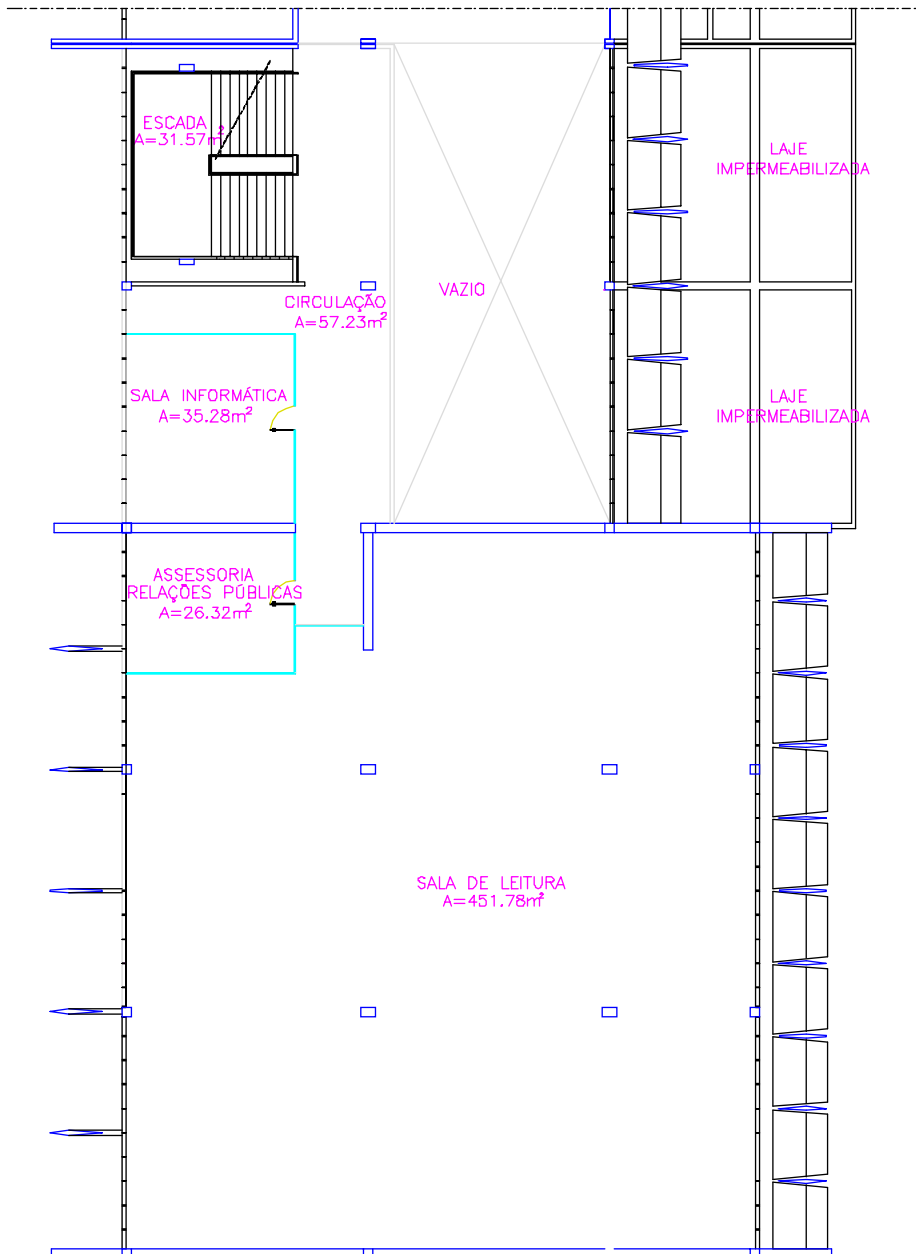 ESCADA
A=31.57m²
LAJE
IMPERMEABILIZADA
VAZIO
CIRCULAÇÃO
A=57.23m²
SALA INFORMÁTICA
A=35.28m²
LAJE
IMPERMEABILIZADA
ASSESSORIA
RELAÇÕES PÚBLICAS
A=26.32m²
SALA DE LEITURA
A=451.78m²